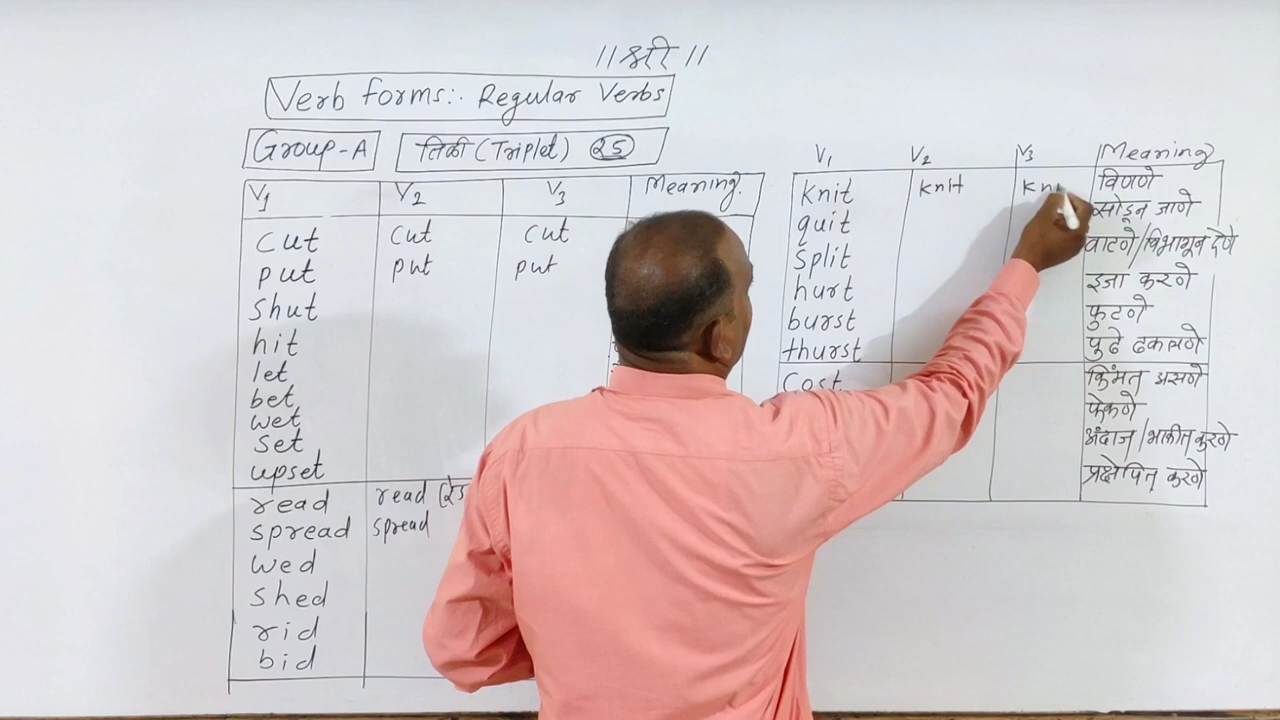 ॥ श्री ॥
Verb forms:. Regular Verbs
Group-A तिळी (Triplet) 25
V1 V2 V3 Meaning.
cut cut cut
put put put
shut
hit
let
bet
wet
set
upset
read read
spread spread
wed
shed
rid
bid
V1 V2 V3 Meaning
knit knit kni विणणे
quit सोडून जाणे
split वाटणे/विभागून देणे
hurt इजा करणे
burst फुटणे
thurst पुढे ढकलणे
Cost किंमत असणे
फेकणे
अंदाज/भाकीत करणे
प्रक्षेपित करणे